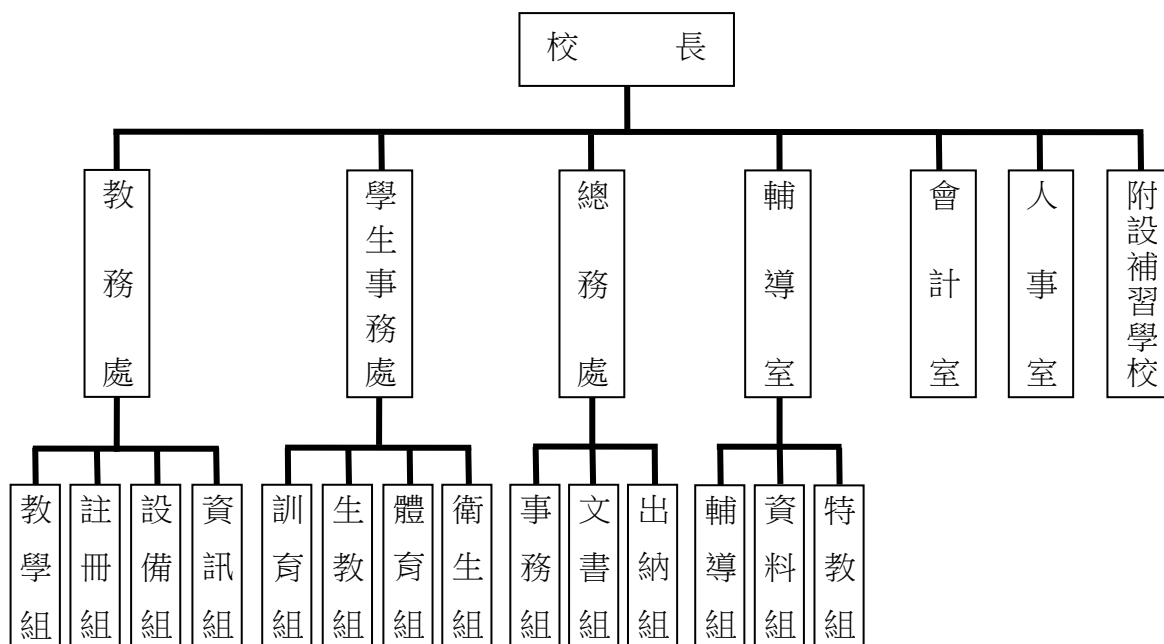 校長
教務處
學生事務處
總務處
輔導室
會計室
人事室
附設補習學校
教學組
註冊組
設備組
資訊組
訓育組
生教組
體育組
衛生組
事務組
文書組
出納組
輔導組
資料組
特教組